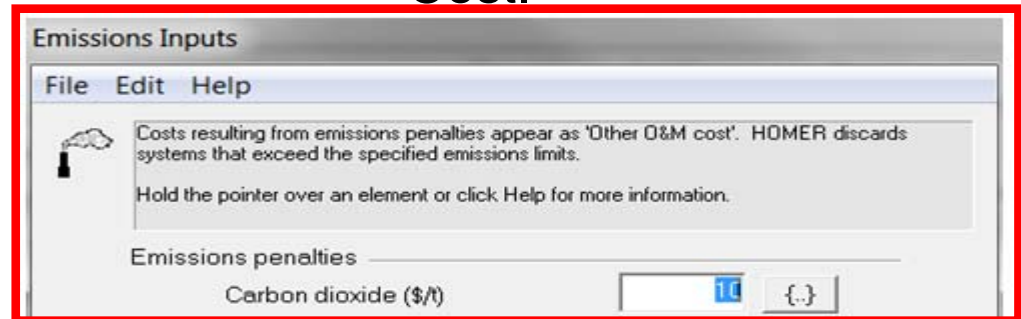 Cost.
Emissions Inputs
File Edit Help
Costs resulting from emissions penalties appear as 'Other O&M cost'. HOMER discards
systems that exceed the specified emissions limits.
Hold the pointer over an element or click Help for more information.
Emissions penalties
Carbon dioxide ($/t) 10 {..}